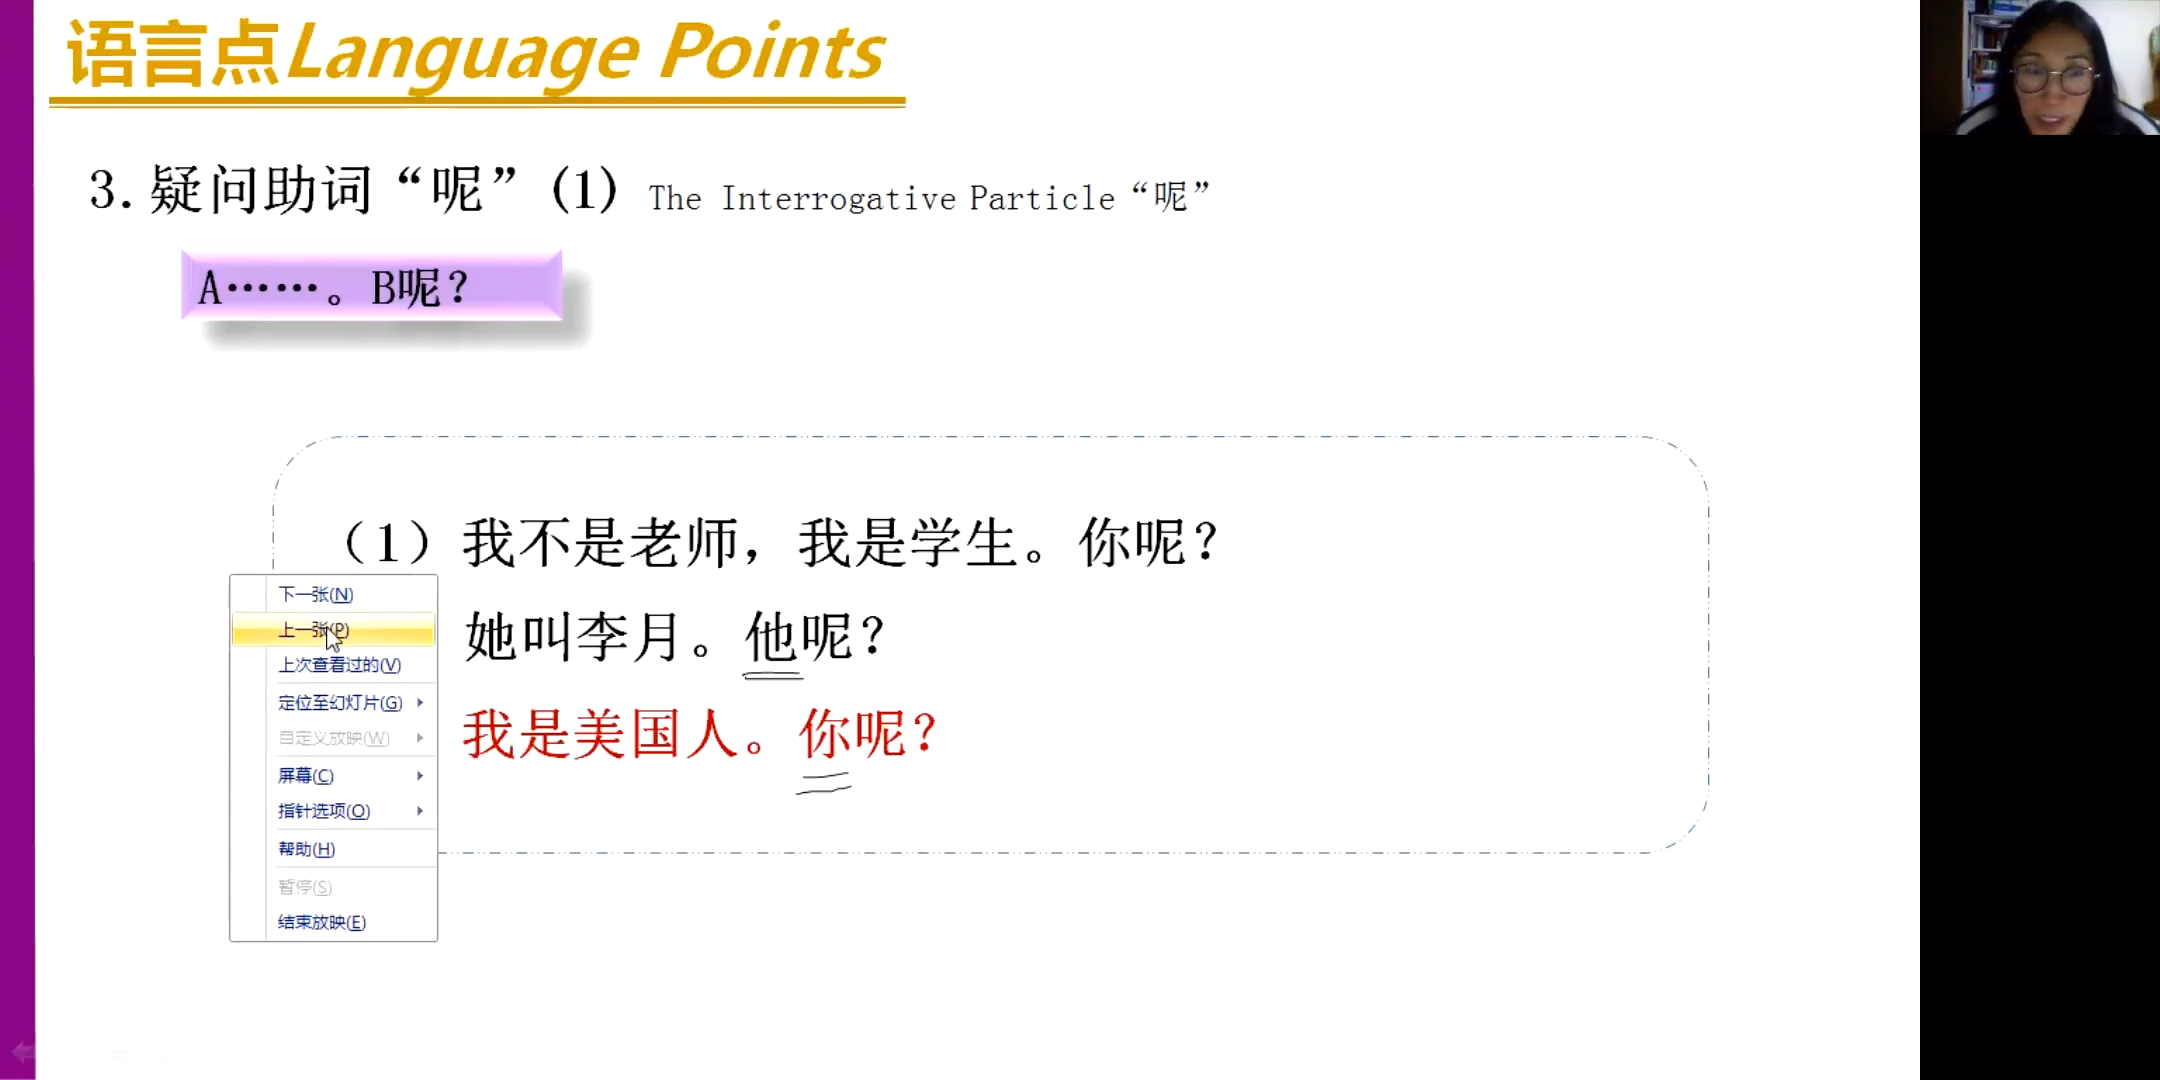 语言点Language Points
3. 疑问助词“呢”(1) The Interrogative Particle“呢”
A……。B呢？
（1）我不是老师，我是学生。你呢？
她叫李月。他呢？
我是美国人。你呢？
下一张(N)
上一张(P)
上次查看过的(V)
定位至幻灯片(G)
自定义放映(W)
屏幕(C)
指针选项(O)
帮助(H)
暂停(S)
结束放映(E)